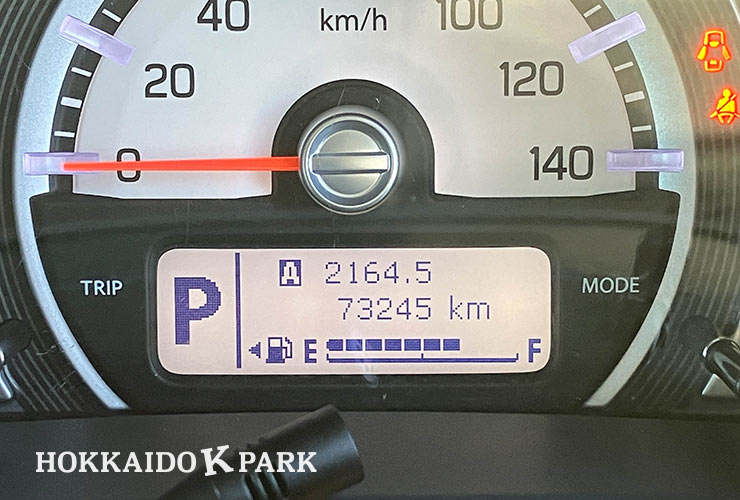 40 km/h 100
20 120
0 140
TRIP P A 2164.5 MODE
73245 km
E F
HOKKAIDO K PARK